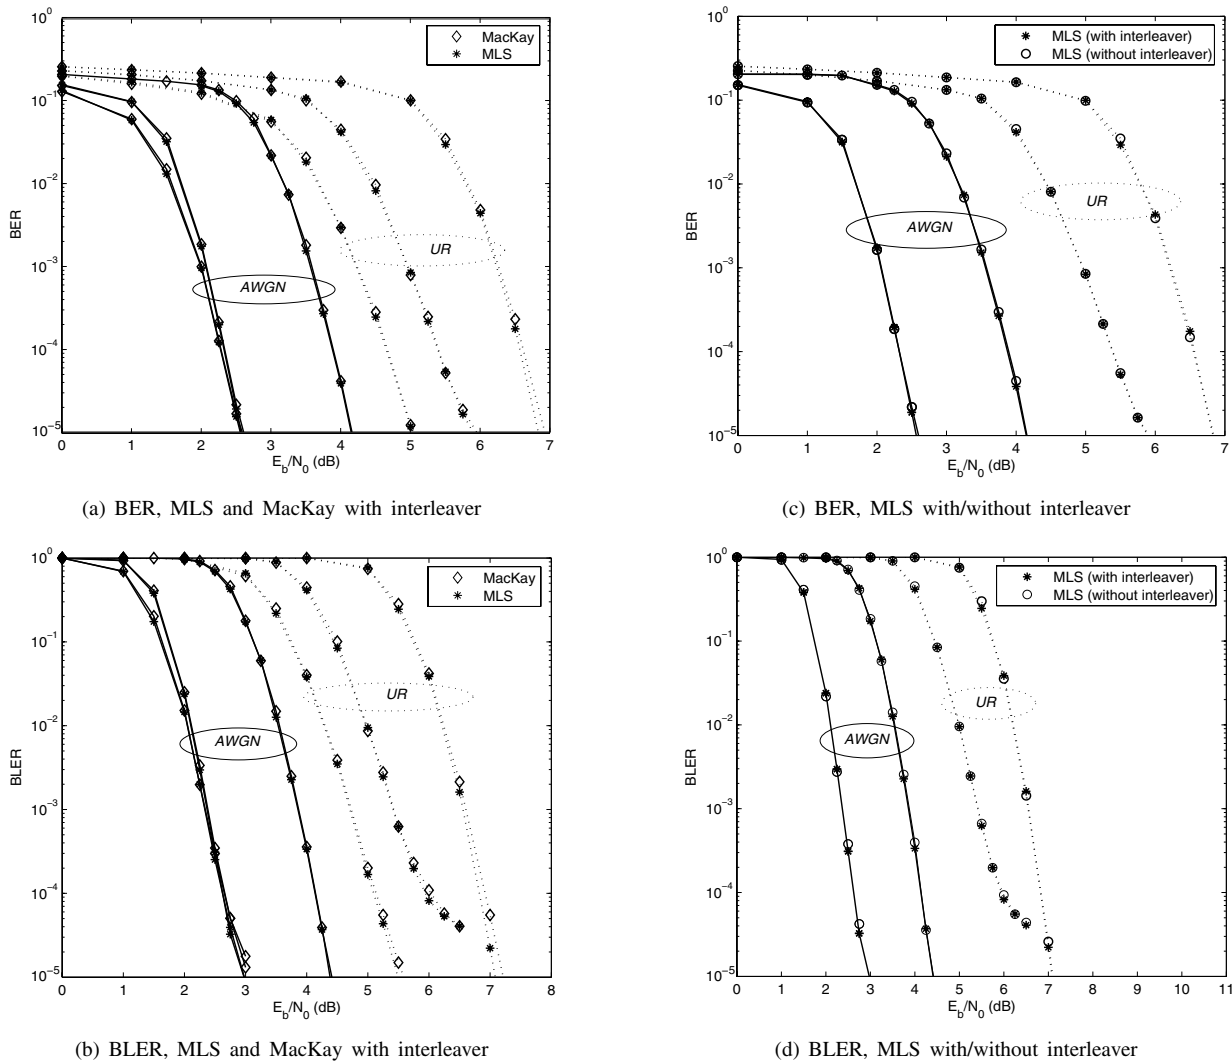 10^0
10^-1
10^-2
10^-3
10^-4
10^-5
BER
MacKay
MLS
AWGN
UR
0 1 2 3 4 5 6 7
E_b/N_0 (dB)
(a) BER, MLS and MacKay with interleaver
10^0
10^-1
10^-2
10^-3
10^-4
10^-5
BER
MLS (with interleaver)
MLS (without interleaver)
AWGN
UR
0 1 2 3 4 5 6 7
E_b/N_0 (dB)
(c) BER, MLS with/without interleaver
10^0
10^-1
10^-2
10^-3
10^-4
10^-5
BLER
MacKay
MLS
AWGN
UR
0 1 2 3 4 5 6 7 8
E_b/N_0 (dB)
(b) BLER, MLS and MacKay with interleaver
10^0
10^-1
10^-2
10^-3
10^-4
10^-5
BLER
MLS (with interleaver)
MLS (without interleaver)
AWGN
UR
0 1 2 3 4 5 6 7 8 9 10 11
E_b/N_0 (dB)
(d) BLER, MLS with/without interleaver